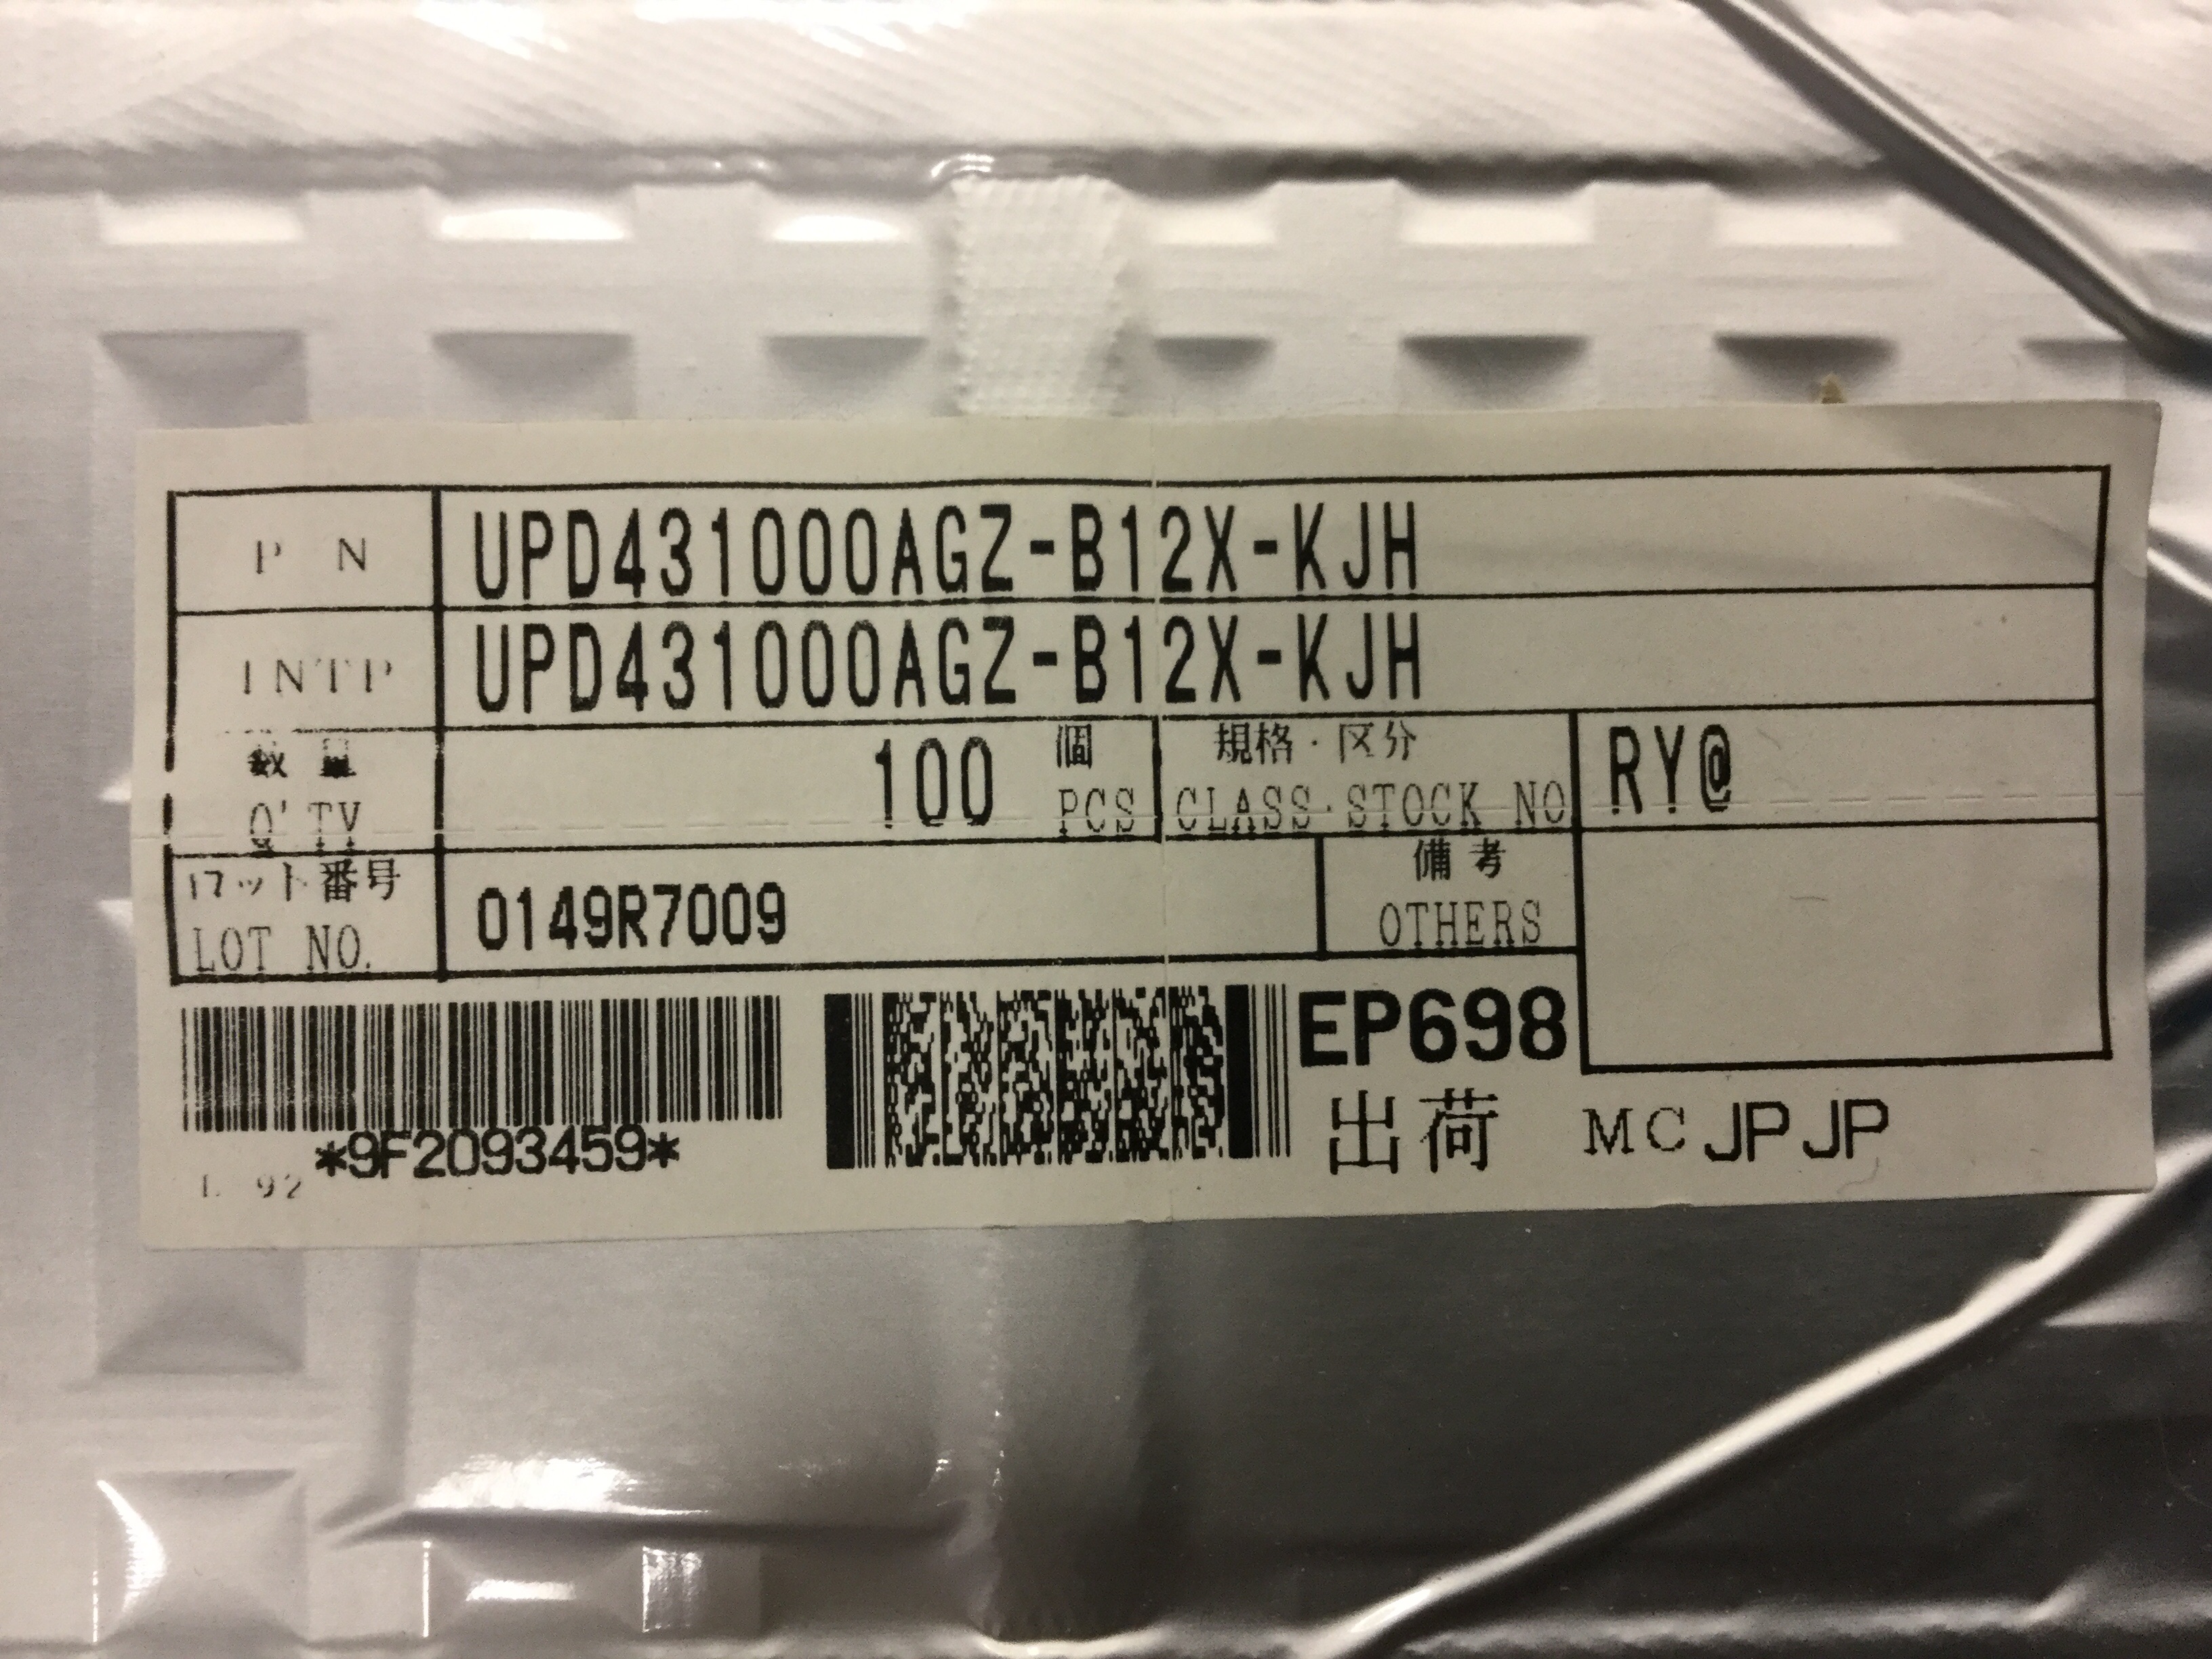 P N UPD431000AGZ-B12X-KJH
INTP UPD431000AGZ-B12X-KJH
数量 Q'TY 100 個 PCS 規格・区分 CLASS・STOCK NO RY@
ロット番号 LOT NO. 0149R7009 備考 OTHERS
EP698
*9F2093459* 出荷 MC JP JP
L 92